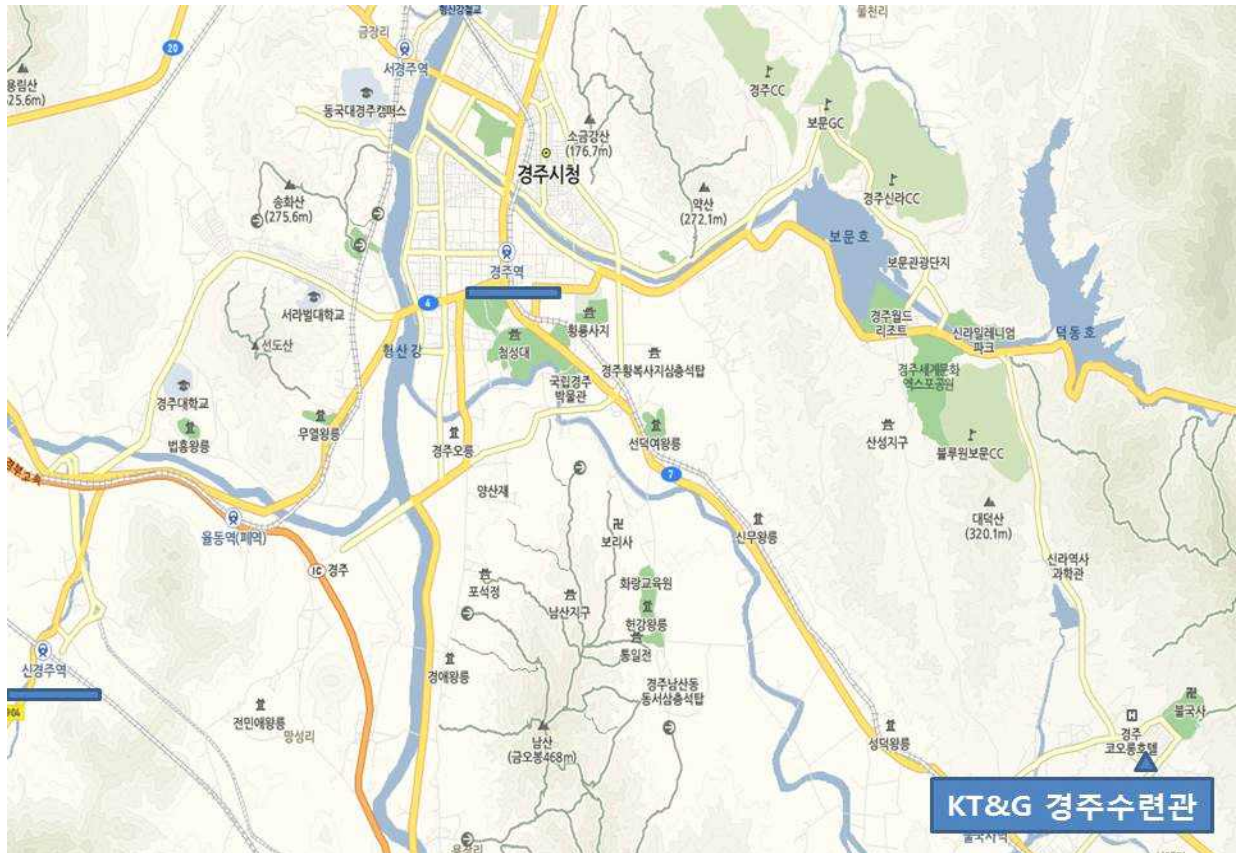 물천리
금장리
20
서경주역
동국대경주캠퍼스
소금강산
(176.7m)
경주시청
경주CC
보문GC
경주신라CC
약산
(272.1m)
송화산
(275.6m)
경주역
보문호
보문관광단지
4
서라벌대학교
선도산
형산강
첨성대
황룡사지
경주월드
리조트
신라밀레니엄
파크
덕동호
국립경주
박물관
경주황복사지삼층석탑
경주세계문화
엑스포공원
경주대학교
법흥왕릉
무열왕릉
경주오릉
선덕여왕릉
산성지구
블루원보문CC
7
양산재
대덕산
(320.1m)
율동역(폐역)
보리사
신무왕릉
IC 경주
포석정
남산지구
화랑교육원
헌강왕릉
통일전
신라역사
과학관
신경주역
경애왕릉
경주남산동
동서삼층석탑
전민애왕릉
망성리
남산
(금오봉468m)
성덕왕릉
불국사
경주
코오롱호텔
KT&G 경주수련관